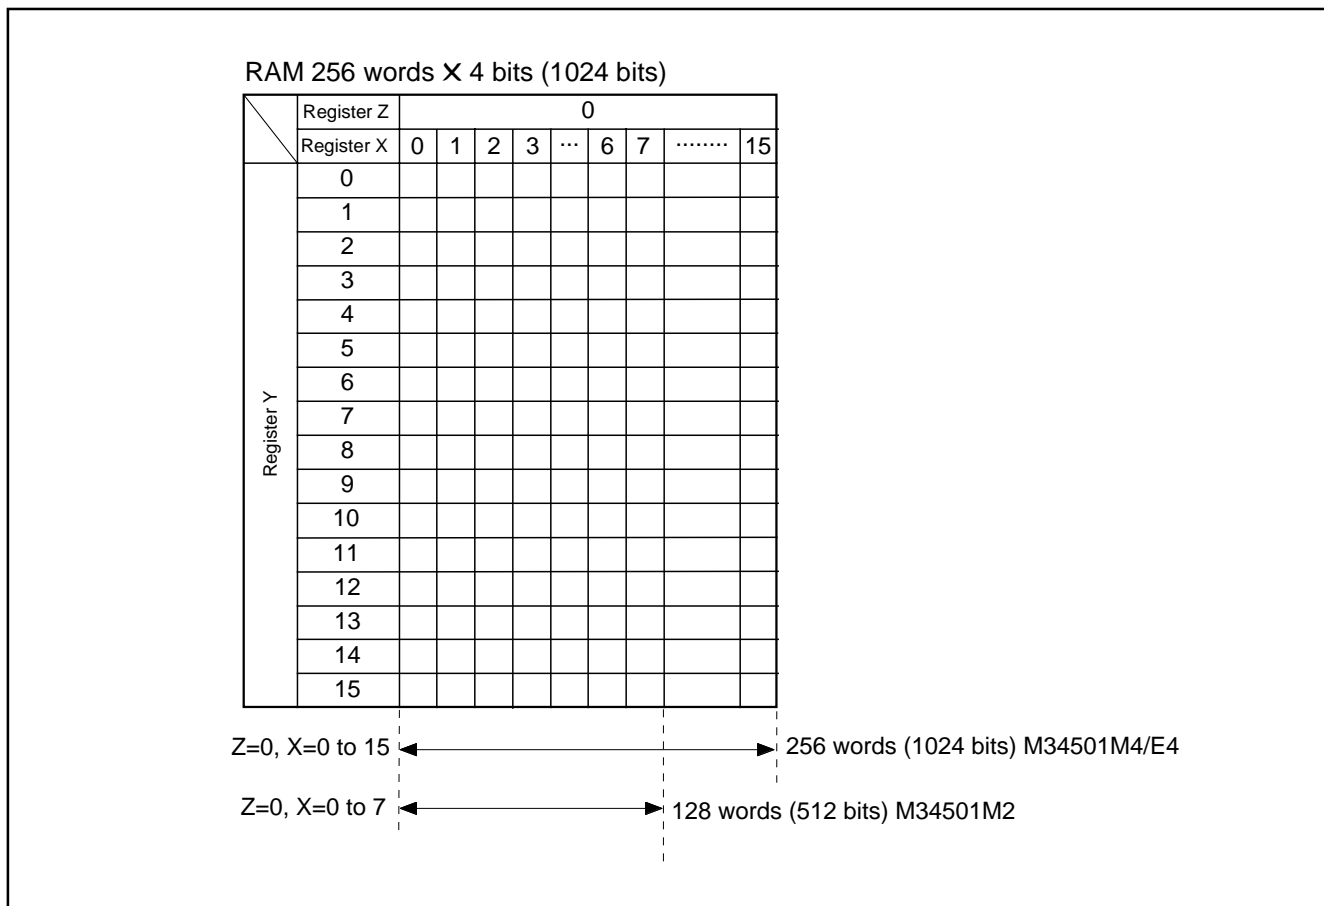 RAM 256 words ✕ 4 bits (1024 bits)
Register Z 0
Register X 0 1 2 3 ... 6 7 ........ 15
Register Y
0
1
2
3
4
5
6
7
8
9
10
11
12
13
14
15
Z=0, X=0 to 15 256 words (1024 bits) M34501M4/E4
Z=0, X=0 to 7 128 words (512 bits) M34501M2